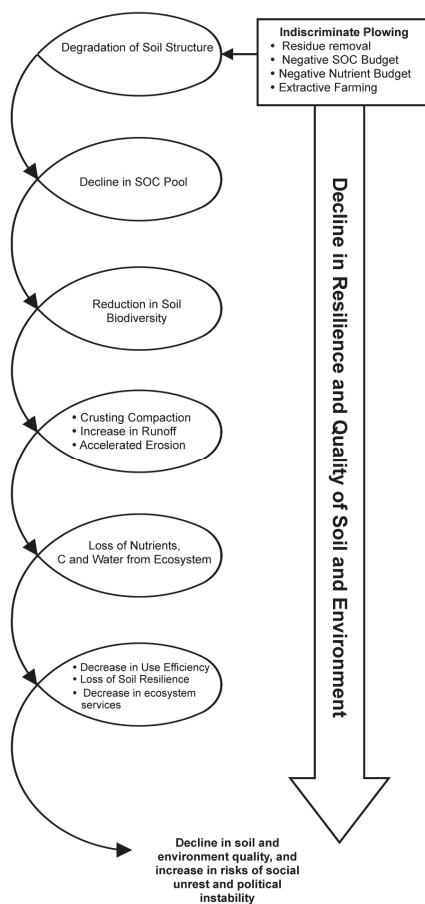 Indiscriminate Plowing
• Residue removal
• Negative SOC Budget
• Negative Nutrient Budget
• Extractive Farming
Degradation of Soil Structure
Decline in SOC Pool
Reduction in Soil
Biodiversity
• Crusting Compaction
• Increase in Runoff
• Accelerated Erosion
Loss of Nutrients,
C and Water from Ecosystem
• Decrease in Use Efficiency
• Loss of Soil Resilience
• Decrease in ecosystem
services
Decline in soil and
environment quality, and
increase in risks of social
unrest and political
instability
Decline in Resilience and Quality of Soil and Environment